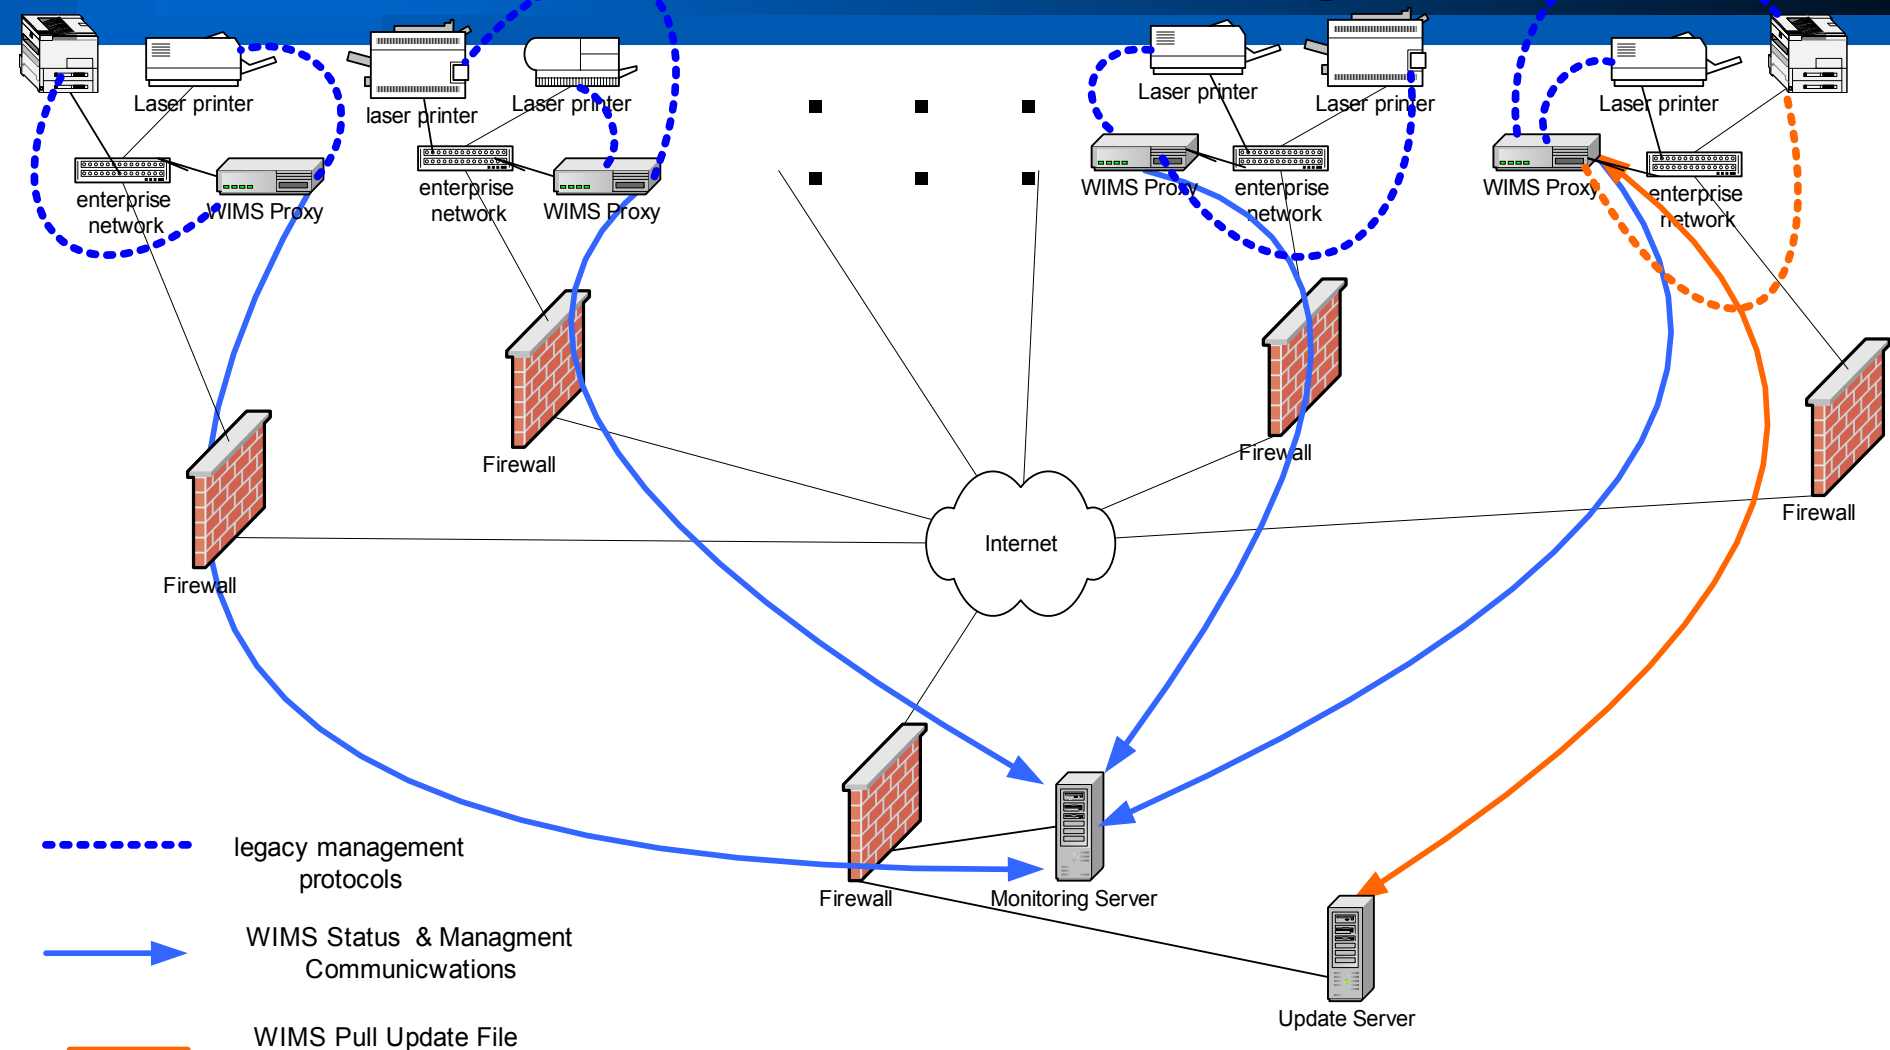 Laser printer
laser printer
Laser printer
Laser printer
Laser printer
Laser printer
enterprise
network
WIMS Proxy
enterprise
network
WIMS Proxy
WIMS Proxy
enterprise
network
WIMS Proxy
enterprise
network
Firewall
Firewall
Firewall
Internet
Firewall
Firewall
Monitoring Server
Update Server
legacy management
protocols
WIMS Status & Managment
Communicwations
WIMS Pull Update File